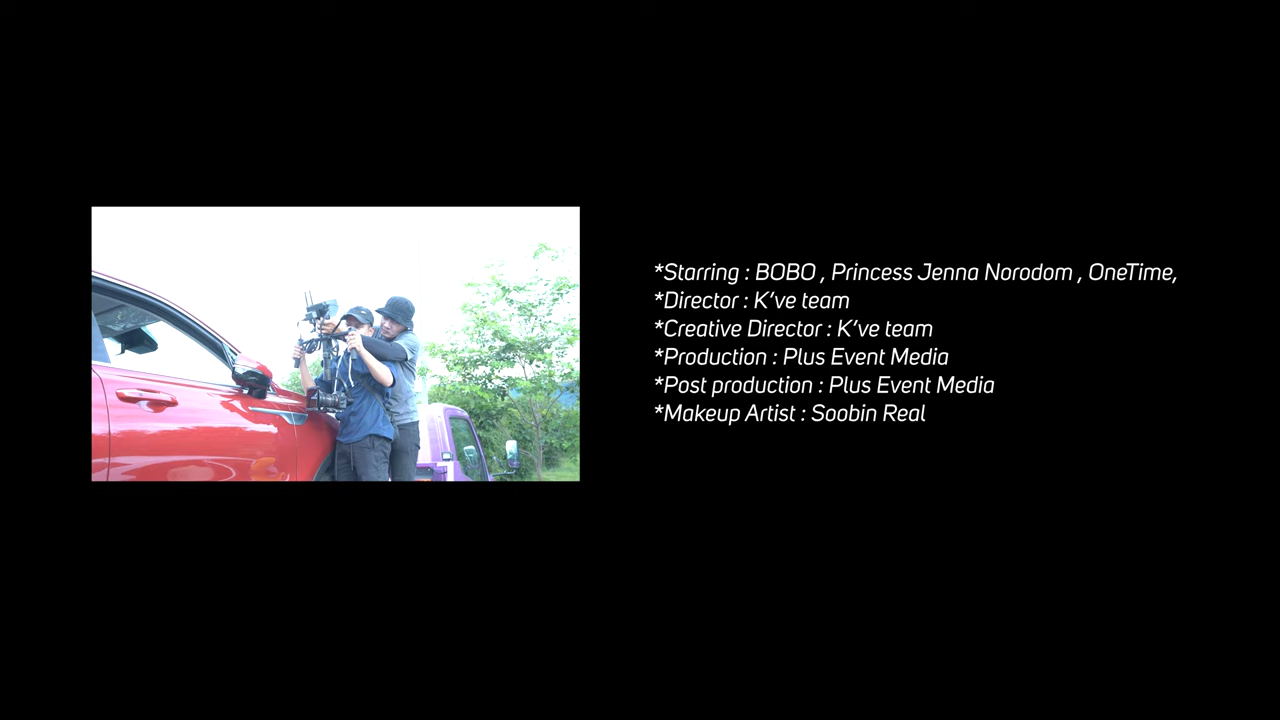 *Starring : BOBO , Princess Jenna Norodom , OneTime,
*Director : K've team
*Creative Director : K've team
*Production : Plus Event Media
*Post production : Plus Event Media
*Makeup Artist : Soobin Real